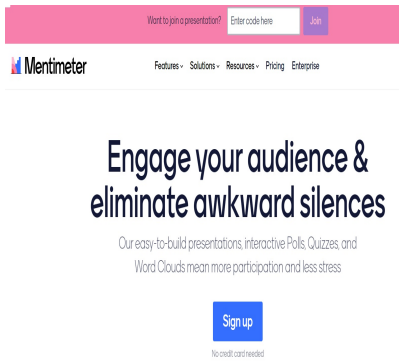 Want to join a presentation? Enter code here Join
Mentimeter Features Solutions Resources Pricing Enterprise
Engage your audience &
eliminate awkward silences
Our easy-to-build presentations, interactive Polls, Quizzes, and
Word Clouds mean more participation and less stress
Sign up
No credit card needed